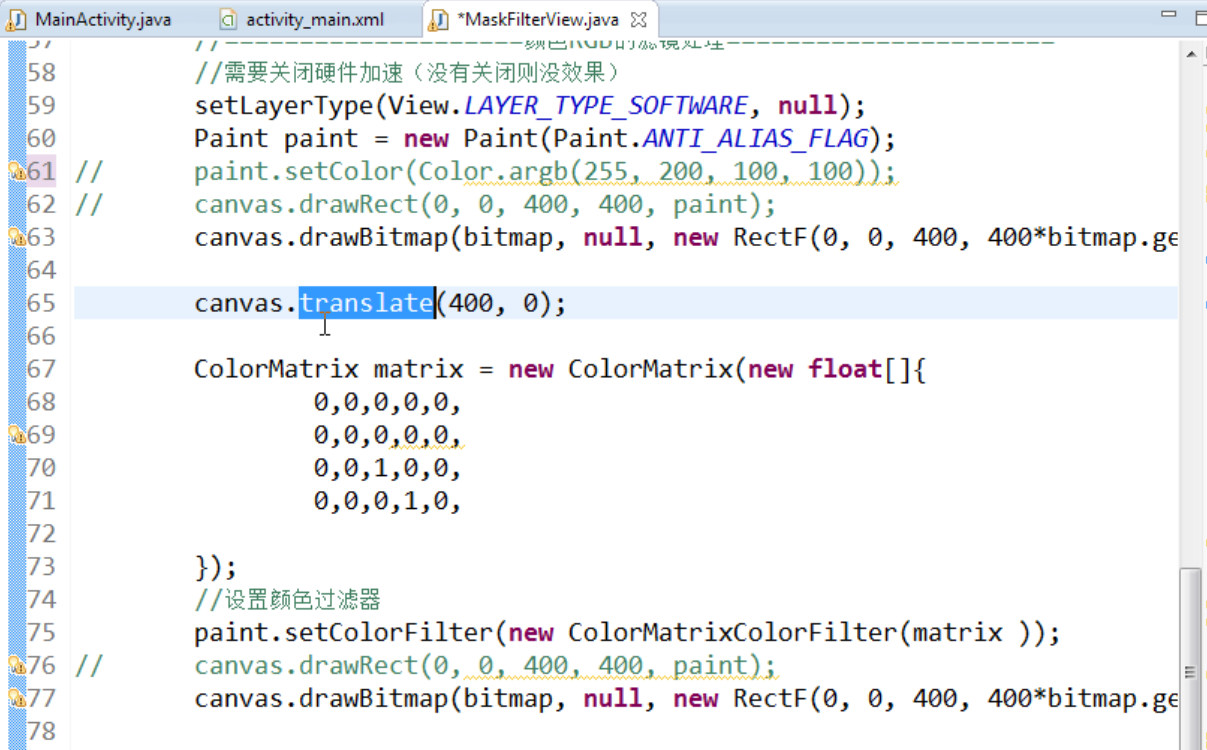 MainActivity.java activity_main.xml *MaskFilterView.java
57 //====================颜色RGB的滤镜处理======================
58 //需要关闭硬件加速（没有关闭则没效果）
59 setLayerType(View.LAYER_TYPE_SOFTWARE, null);
60 Paint paint = new Paint(Paint.ANTI_ALIAS_FLAG);
61 // paint.setColor(Color.argb(255, 200, 100, 100));
62 // canvas.drawRect(0, 0, 400, 400, paint);
63 canvas.drawBitmap(bitmap, null, new RectF(0, 0, 400, 400*bitmap.ge
64
65 canvas.translate(400, 0);
66
67 ColorMatrix matrix = new ColorMatrix(new float[]{
68 0,0,0,0,0,
69 0,0,0,0,0,
70 0,0,1,0,0,
71 0,0,0,1,0,
72
73 });
74 //设置颜色过滤器
75 paint.setColorFilter(new ColorMatrixColorFilter(matrix ));
76 // canvas.drawRect(0, 0, 400, 400, paint);
77 canvas.drawBitmap(bitmap, null, new RectF(0, 0, 400, 400*bitmap.ge
78